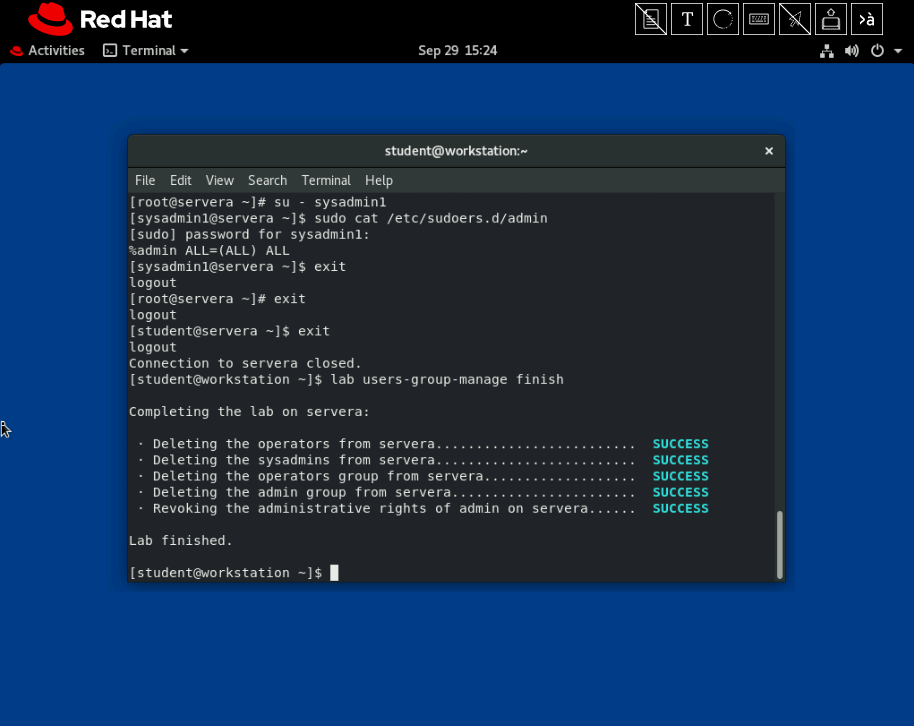 Red Hat
T
>à
Activities Terminal Sep 29 15:24
student@workstation:~ ×
File Edit View Search Terminal Help
[root@servera ~]# su - sysadmin1
[sysadmin1@servera ~]$ sudo cat /etc/sudoers.d/admin
[sudo] password for sysadmin1:
%admin ALL=(ALL) ALL
[sysadmin1@servera ~]$ exit
logout
[root@servera ~]# exit
logout
[student@servera ~]$ exit
logout
Connection to servera closed.
[student@workstation ~]$ lab users-group-manage finish
Completing the lab on servera:
· Deleting the operators from servera......................... SUCCESS
· Deleting the sysadmins from servera......................... SUCCESS
· Deleting the operators group from servera................... SUCCESS
· Deleting the admin group from servera....................... SUCCESS
· Revoking the administrative rights of admin on servera...... SUCCESS
Lab finished.
[student@workstation ~]$